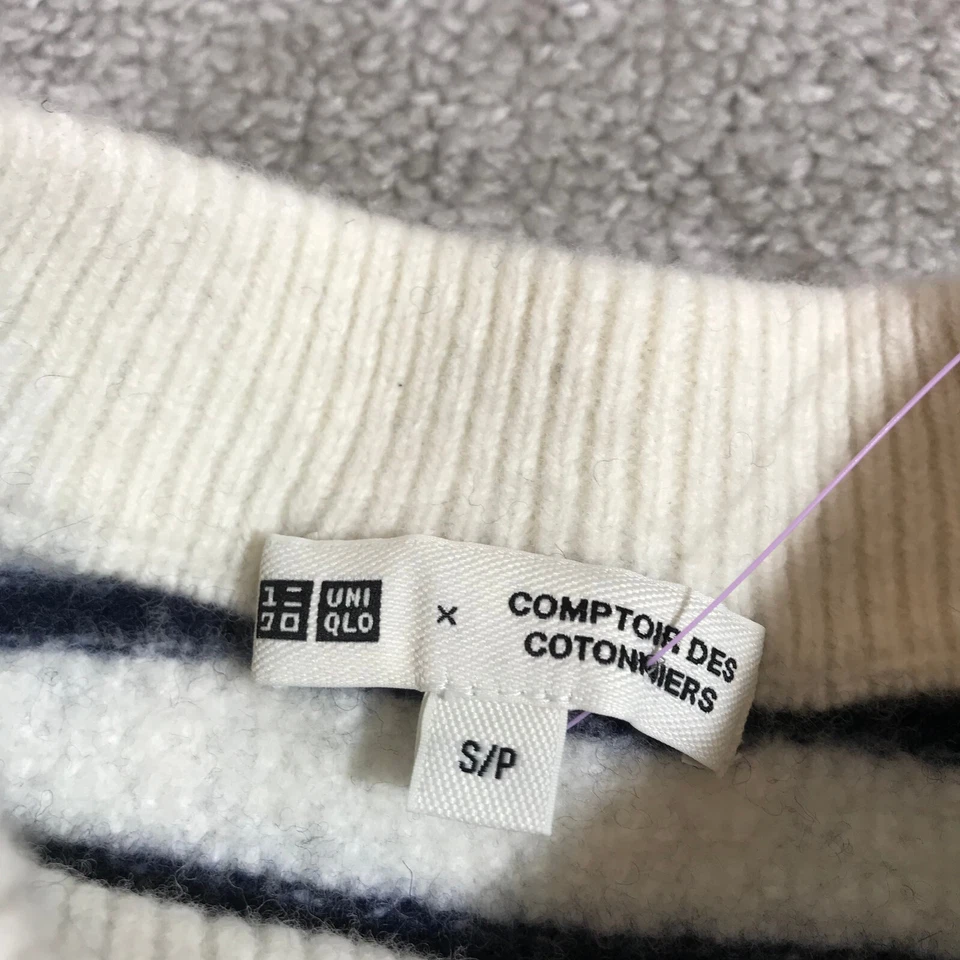 ユニ UNI
クロ QLO
×
COMPTOIR DES
COTONNIERS
S/P